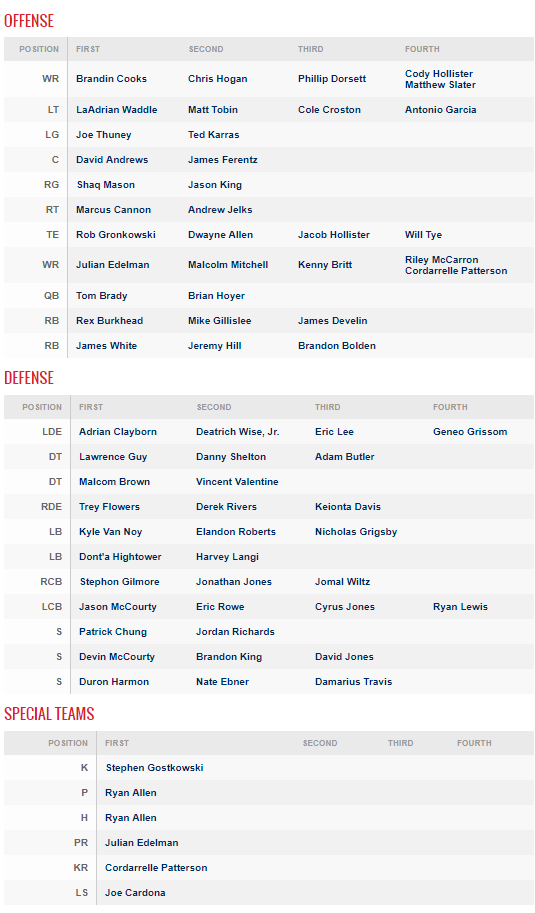 OFFENSE
POSITION FIRST SECOND THIRD FOURTH
WR Brandin Cooks Chris Hogan Phillip Dorsett Cody Hollister
Matthew Slater
LT LaAdrian Waddle Matt Tobin Cole Croston Antonio Garcia
LG Joe Thuney Ted Karras
C David Andrews James Ferentz
RG Shaq Mason Jason King
RT Marcus Cannon Andrew Jelks
TE Rob Gronkowski Dwayne Allen Jacob Hollister Will Tye
WR Julian Edelman Malcolm Mitchell Kenny Britt Riley McCarron
Cordarrelle Patterson
QB Tom Brady Brian Hoyer
RB Rex Burkhead Mike Gillislee James Develin
RB James White Jeremy Hill Brandon Bolden
DEFENSE
POSITION FIRST SECOND THIRD FOURTH
LDE Adrian Clayborn Deatrich Wise, Jr. Eric Lee Geneo Grissom
DT Lawrence Guy Danny Shelton Adam Butler
DT Malcom Brown Vincent Valentine
RDE Trey Flowers Derek Rivers Keionta Davis
LB Kyle Van Noy Elandon Roberts Nicholas Grigsby
LB Dont'a Hightower Harvey Langi
RCB Stephon Gilmore Jonathan Jones Jomal Wiltz
LCB Jason McCourty Eric Rowe Cyrus Jones Ryan Lewis
S Patrick Chung Jordan Richards
S Devin McCourty Brandon King David Jones
S Duron Harmon Nate Ebner Damarius Travis
SPECIAL TEAMS
POSITION FIRST SECOND THIRD FOURTH
K Stephen Gostkowski
P Ryan Allen
H Ryan Allen
PR Julian Edelman
KR Cordarrelle Patterson
LS Joe Cardona